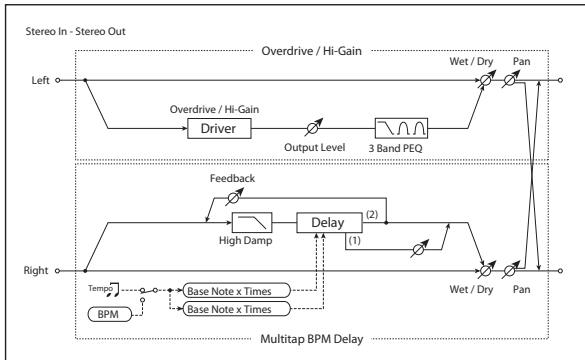 Stereo In - Stereo Out
Overdrive / Hi-Gain
Wet / Dry
Pan
Left
Overdrive / Hi-Gain
Driver
Output Level
3 Band PEQ
Feedback
High Damp
Delay
(2)
(1)
Right
Wet / Dry
Pan
Tempo
BPM
Base Note x Times
Base Note x Times
Multitap BPM Delay